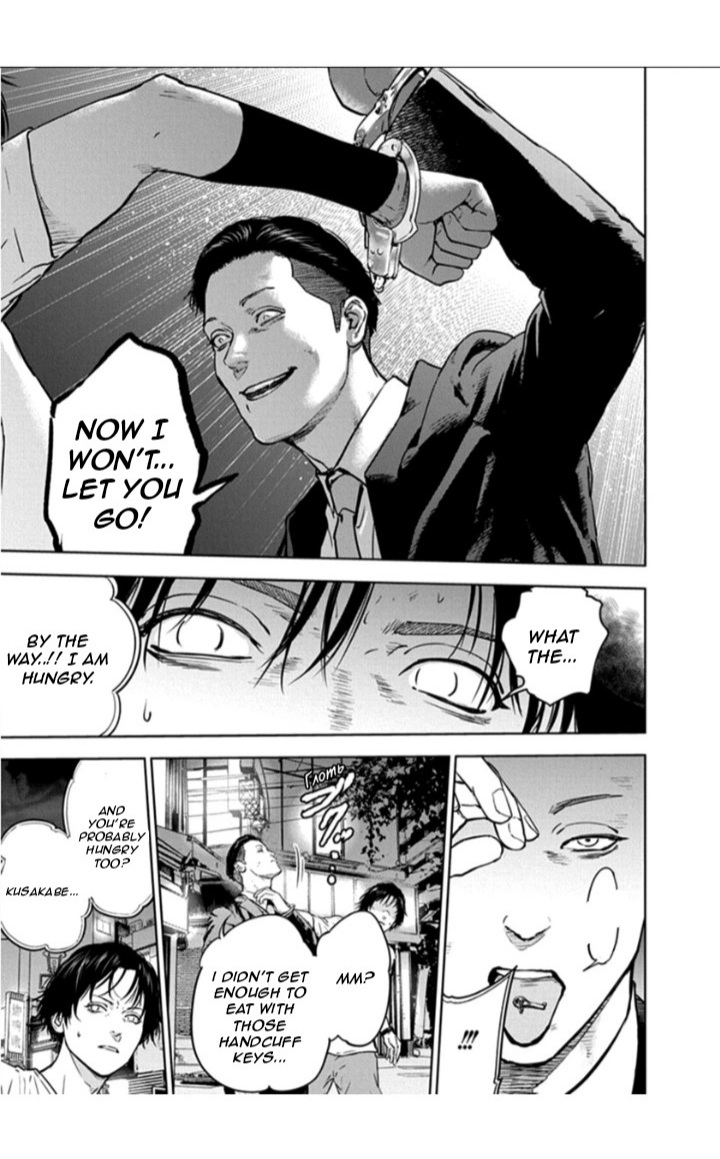 NOW I
WON'T...
LET YOU
GO!
WHAT
THE...
BY THE
WAY..!! I AM
HUNGRY.
!!!
Глоть
MM?
I DIDN'T GET
ENOUGH TO
EAT WITH
THOSE
HANDCUFF
KEYS...
AND
YOU'RE
PROBABLY
HUNGRY
TOO?
KUSAKABE...